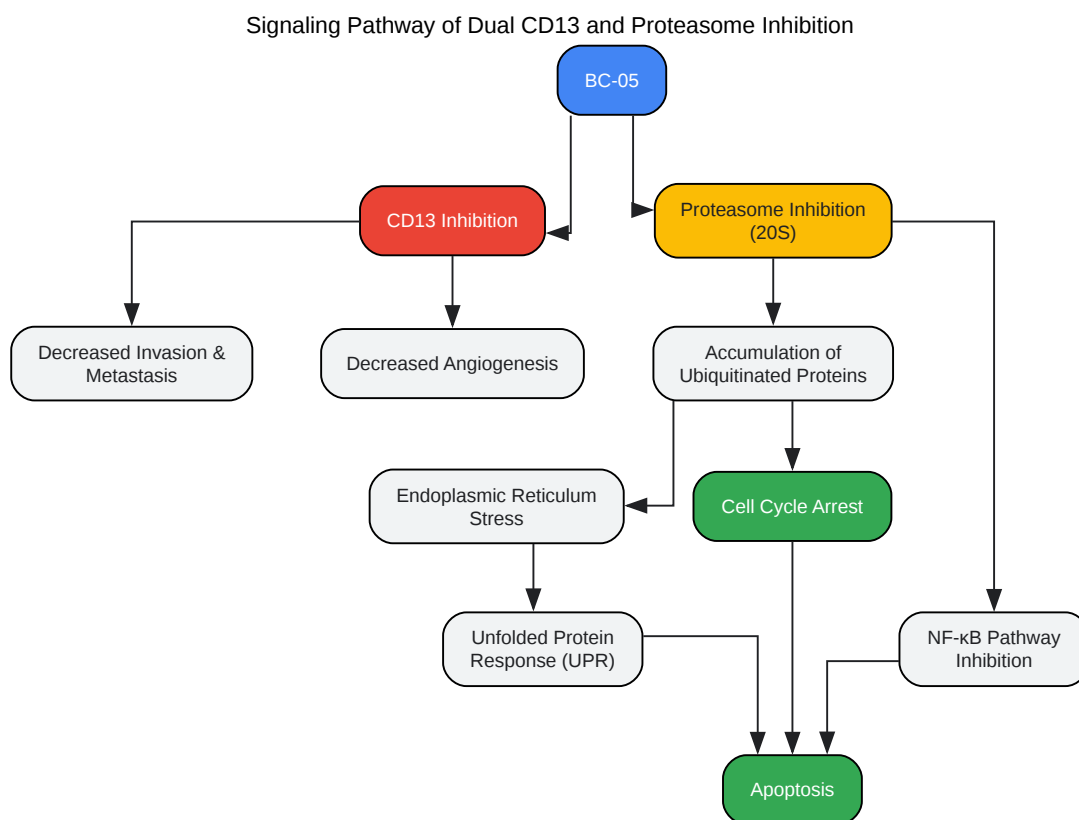 Signaling Pathway of Dual CD13 and Proteasome Inhibition
BC-05
CD13 Inhibition
Proteasome Inhibition
(20S)
Decreased Invasion &
Metastasis
Decreased Angiogenesis
Accumulation of
Ubiquitinated Proteins
Endoplasmic Reticulum
Stress
Cell Cycle Arrest
Unfolded Protein
Response (UPR)
NF-κB Pathway
Inhibition
Apoptosis